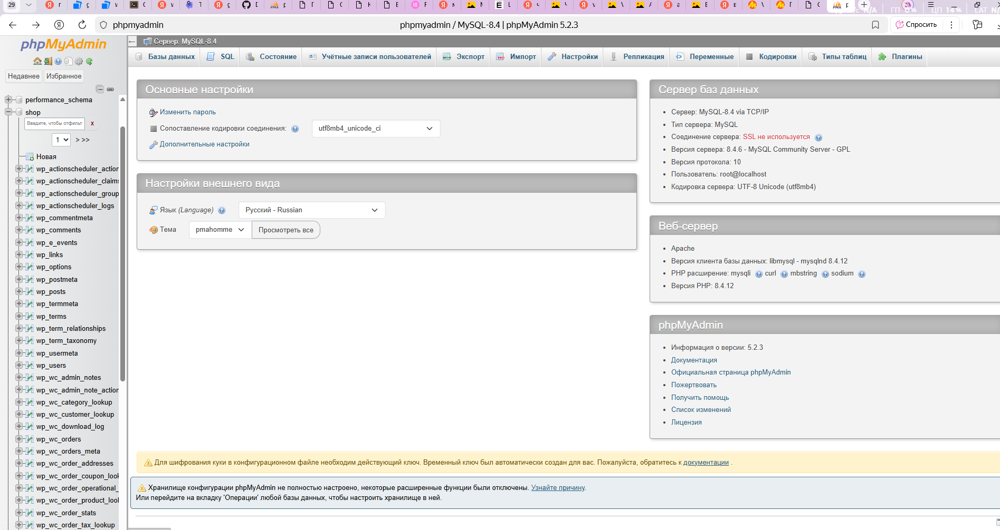 29
phpmyadmin
phpmyadmin / MySQL-8.4 | phpMyAdmin 5.2.3
Спросить
ГП 0 %
ЦП 14 %
LAT N/
N/A
phpMyAdmin
Недавнее
Избранное
performance_schema
shop
Введите, чтобы отфильт
x
1
> >>
Новая
wp_actionscheduler_action
wp_actionscheduler_claims
wp_actionscheduler_group
wp_actionscheduler_logs
wp_commentmeta
wp_comments
wp_e_events
wp_links
wp_options
wp_postmeta
wp_posts
wp_termmeta
wp_terms
wp_term_relationships
wp_term_taxonomy
wp_usermeta
wp_users
wp_wc_admin_notes
wp_wc_admin_note_action
wp_wc_category_lookup
wp_wc_customer_lookup
wp_wc_download_log
wp_wc_orders
wp_wc_orders_meta
wp_wc_order_addresses
wp_wc_order_coupon_look
wp_wc_order_operational_
wp_wc_order_product_lool
wp_wc_order_stats
wp_wc_order_tax_lookup
Сервер: MySQL-8.4
Базы данных
SQL
Состояние
Учётные записи пользователей
Экспорт
Импорт
Настройки
Репликация
Переменные
Кодировки
Типы таблиц
Плагины
Основные настройки
Изменить пароль
Сопоставление кодировки соединения:
utf8mb4_unicode_ci
Дополнительные настройки
Настройки внешнего вида
Язык (Language)
Русский - Russian
Тема
pmahomme
Просмотреть все
Сервер баз данных
Сервер: MySQL-8.4 via TCP/IP
Тип сервера: MySQL
Соединение сервера: SSL не используется
Версия сервера: 8.4.6 - MySQL Community Server - GPL
Версия протокола: 10
Пользователь: root@localhost
Кодировка сервера: UTF-8 Unicode (utf8mb4)
Веб-сервер
Apache
Версия клиента базы данных: libmysql - mysqlnd 8.4.12
PHP расширение: mysqli curl mbstring sodium
Версия PHP: 8.4.12
phpMyAdmin
Информация о версии: 5.2.3
Документация
Официальная страница phpMyAdmin
Пожертвовать
Получить помощь
Список изменений
Лицензия
Для шифрования куки в конфигурационном файле необходим действующий ключ. Временный ключ был автоматически создан для вас. Пожалуйста, обратитесь к документации .
Хранилище конфигурации phpMyAdmin не полностью настроено, некоторые расширенные функции были отключены. Узнайте причину.
Или перейдите на вкладку 'Операции' любой базы данных, чтобы настроить хранилище в ней.